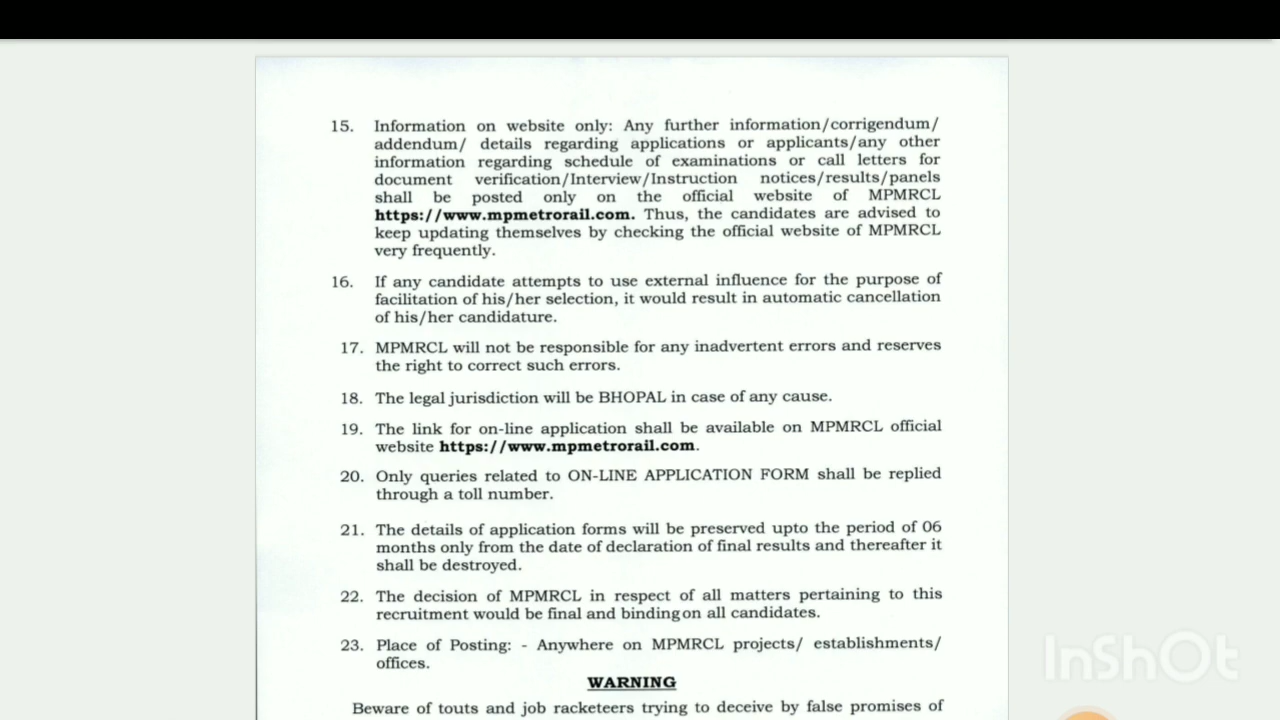 15. Information on website only: Any further information/corrigendum/
addendum/ details regarding applications or applicants/any other
information regarding schedule of examinations or call letters for
document verification/Interview/Instruction notices/results/panels
shall be posted only on the official website of MPMRCL
https://www.mpmetrorail.com. Thus, the candidates are advised to
keep updating themselves by checking the official website of MPMRCL
very frequently.
16. If any candidate attempts to use external influence for the purpose of
facilitation of his/her selection, it would result in automatic cancellation
of his/her candidature.
17. MPMRCL will not be responsible for any inadvertent errors and reserves
the right to correct such errors.
18. The legal jurisdiction will be BHOPAL in case of any cause.
19. The link for on-line application shall be available on MPMRCL official
website https://www.mpmetrorail.com.
20. Only queries related to ON-LINE APPLICATION FORM shall be replied
through a toll number.
21. The details of application forms will be preserved upto the period of 06
months only from the date of declaration of final results and thereafter it
shall be destroyed.
22. The decision of MPMRCL in respect of all matters pertaining to this
recruitment would be final and bindingon all candidates.
23. Place of Posting: - Anywhere on MPMRCL projects/ establishments/
offices.
WARNING
Beware of touts and job racketeers trying to deceive by false promises of
InShOt